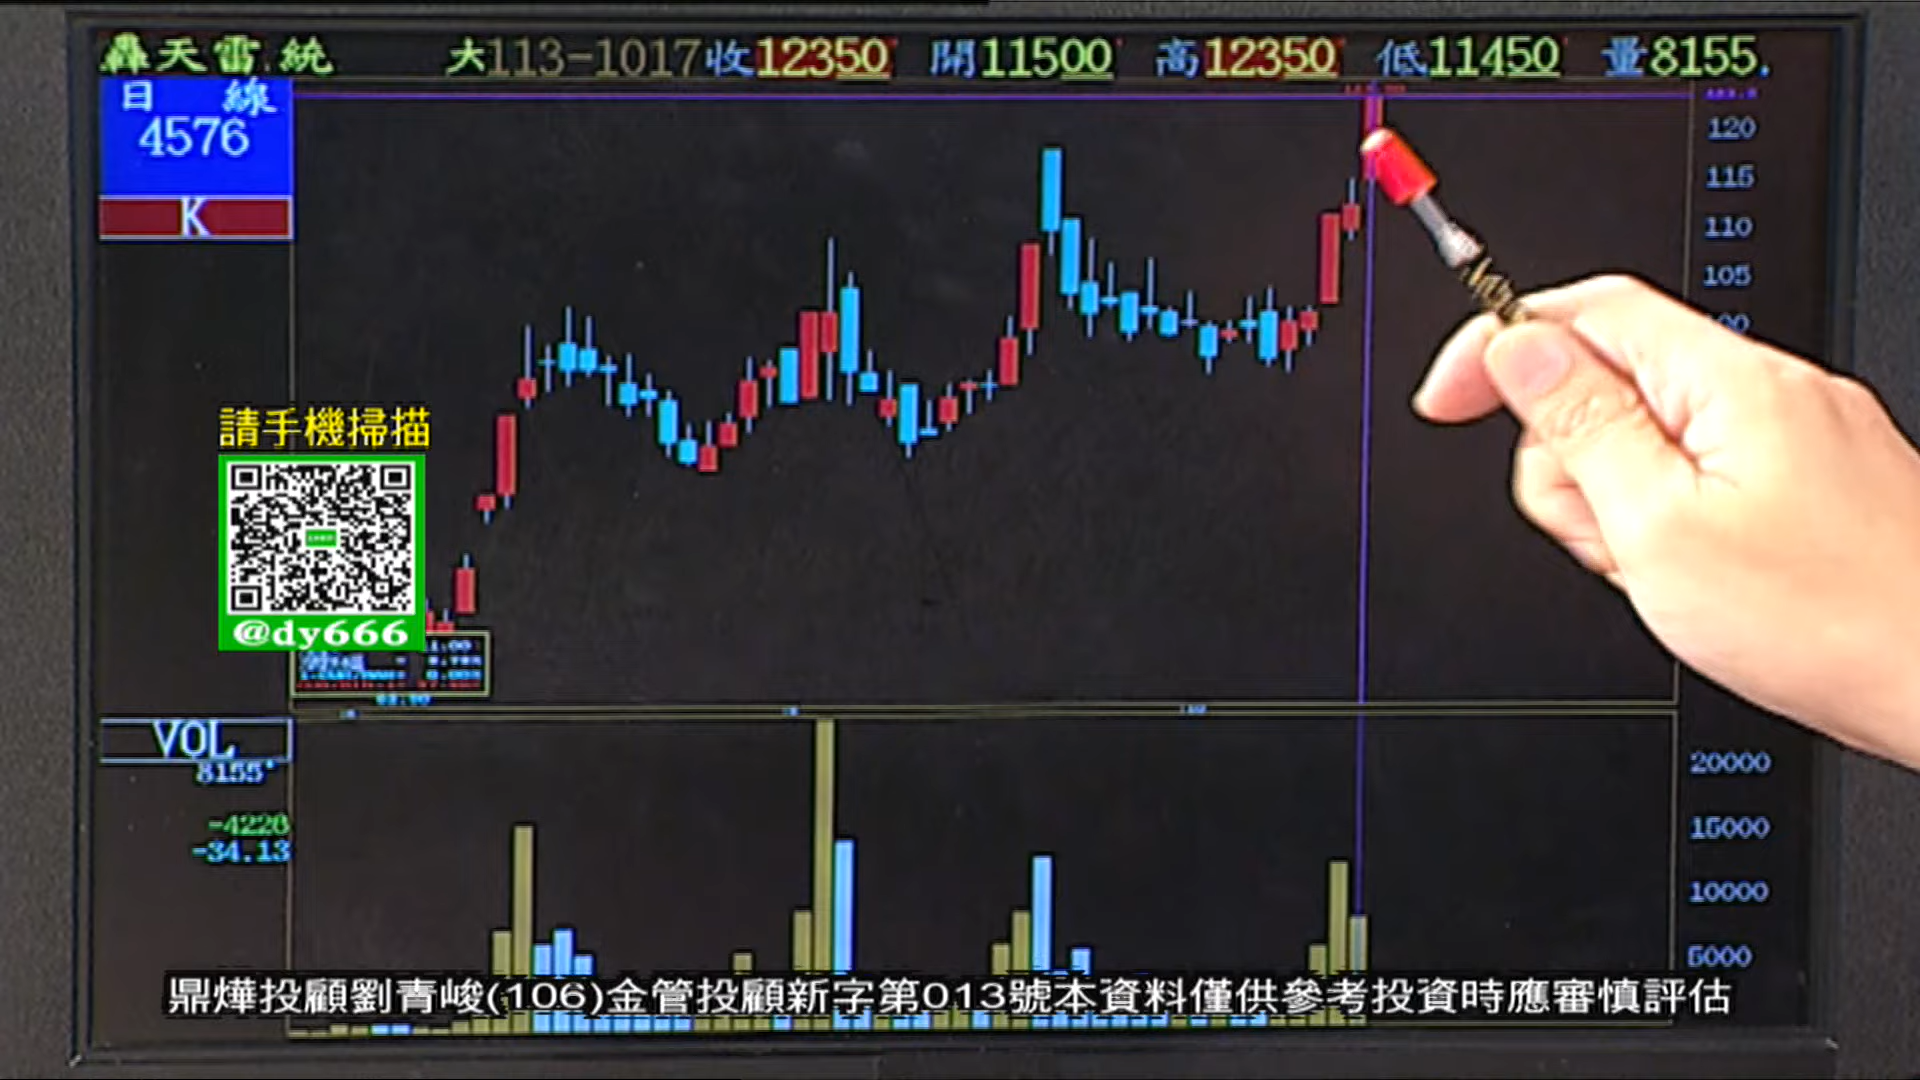 轟天雷.統 大113-1017收12350 開11500 高12350 低11450 量8155.
日 線
4576
K
120
115
110
105
請手機掃描
@dy666
VOL
8155
-4228
-34.13
20000
15000
10000
5000
鼎燁投顧劉青峻(106)金管投顧新字第013號本資料僅供參考投資時應審慎評估